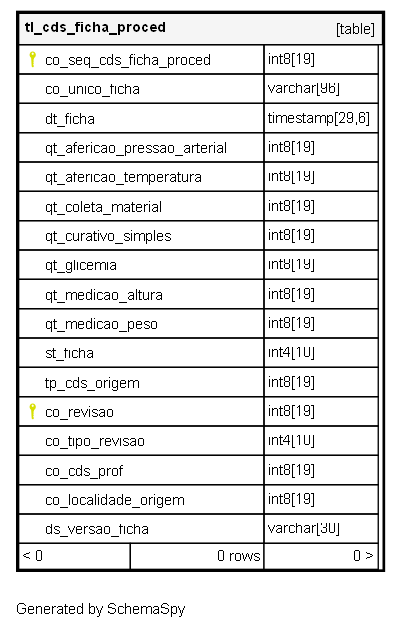 tl_cds_ficha_proced [table]
co_seq_cds_ficha_proced int8[19]
co_unico_ficha varchar[96]
dt_ficha timestamp[29,6]
qt_afericao_pressao_arterial int8[19]
qt_afericao_temperatura int8[19]
qt_coleta_material int8[19]
qt_curativo_simples int8[19]
qt_glicemia int8[19]
qt_medicao_altura int8[19]
qt_medicao_peso int8[19]
st_ficha int4[10]
tp_cds_origem int8[19]
co_revisao int8[19]
co_tipo_revisao int4[10]
co_cds_prof int8[19]
co_localidade_origem int8[19]
ds_versao_ficha varchar[30]
< 0 0 rows 0 >
Generated by SchemaSpy